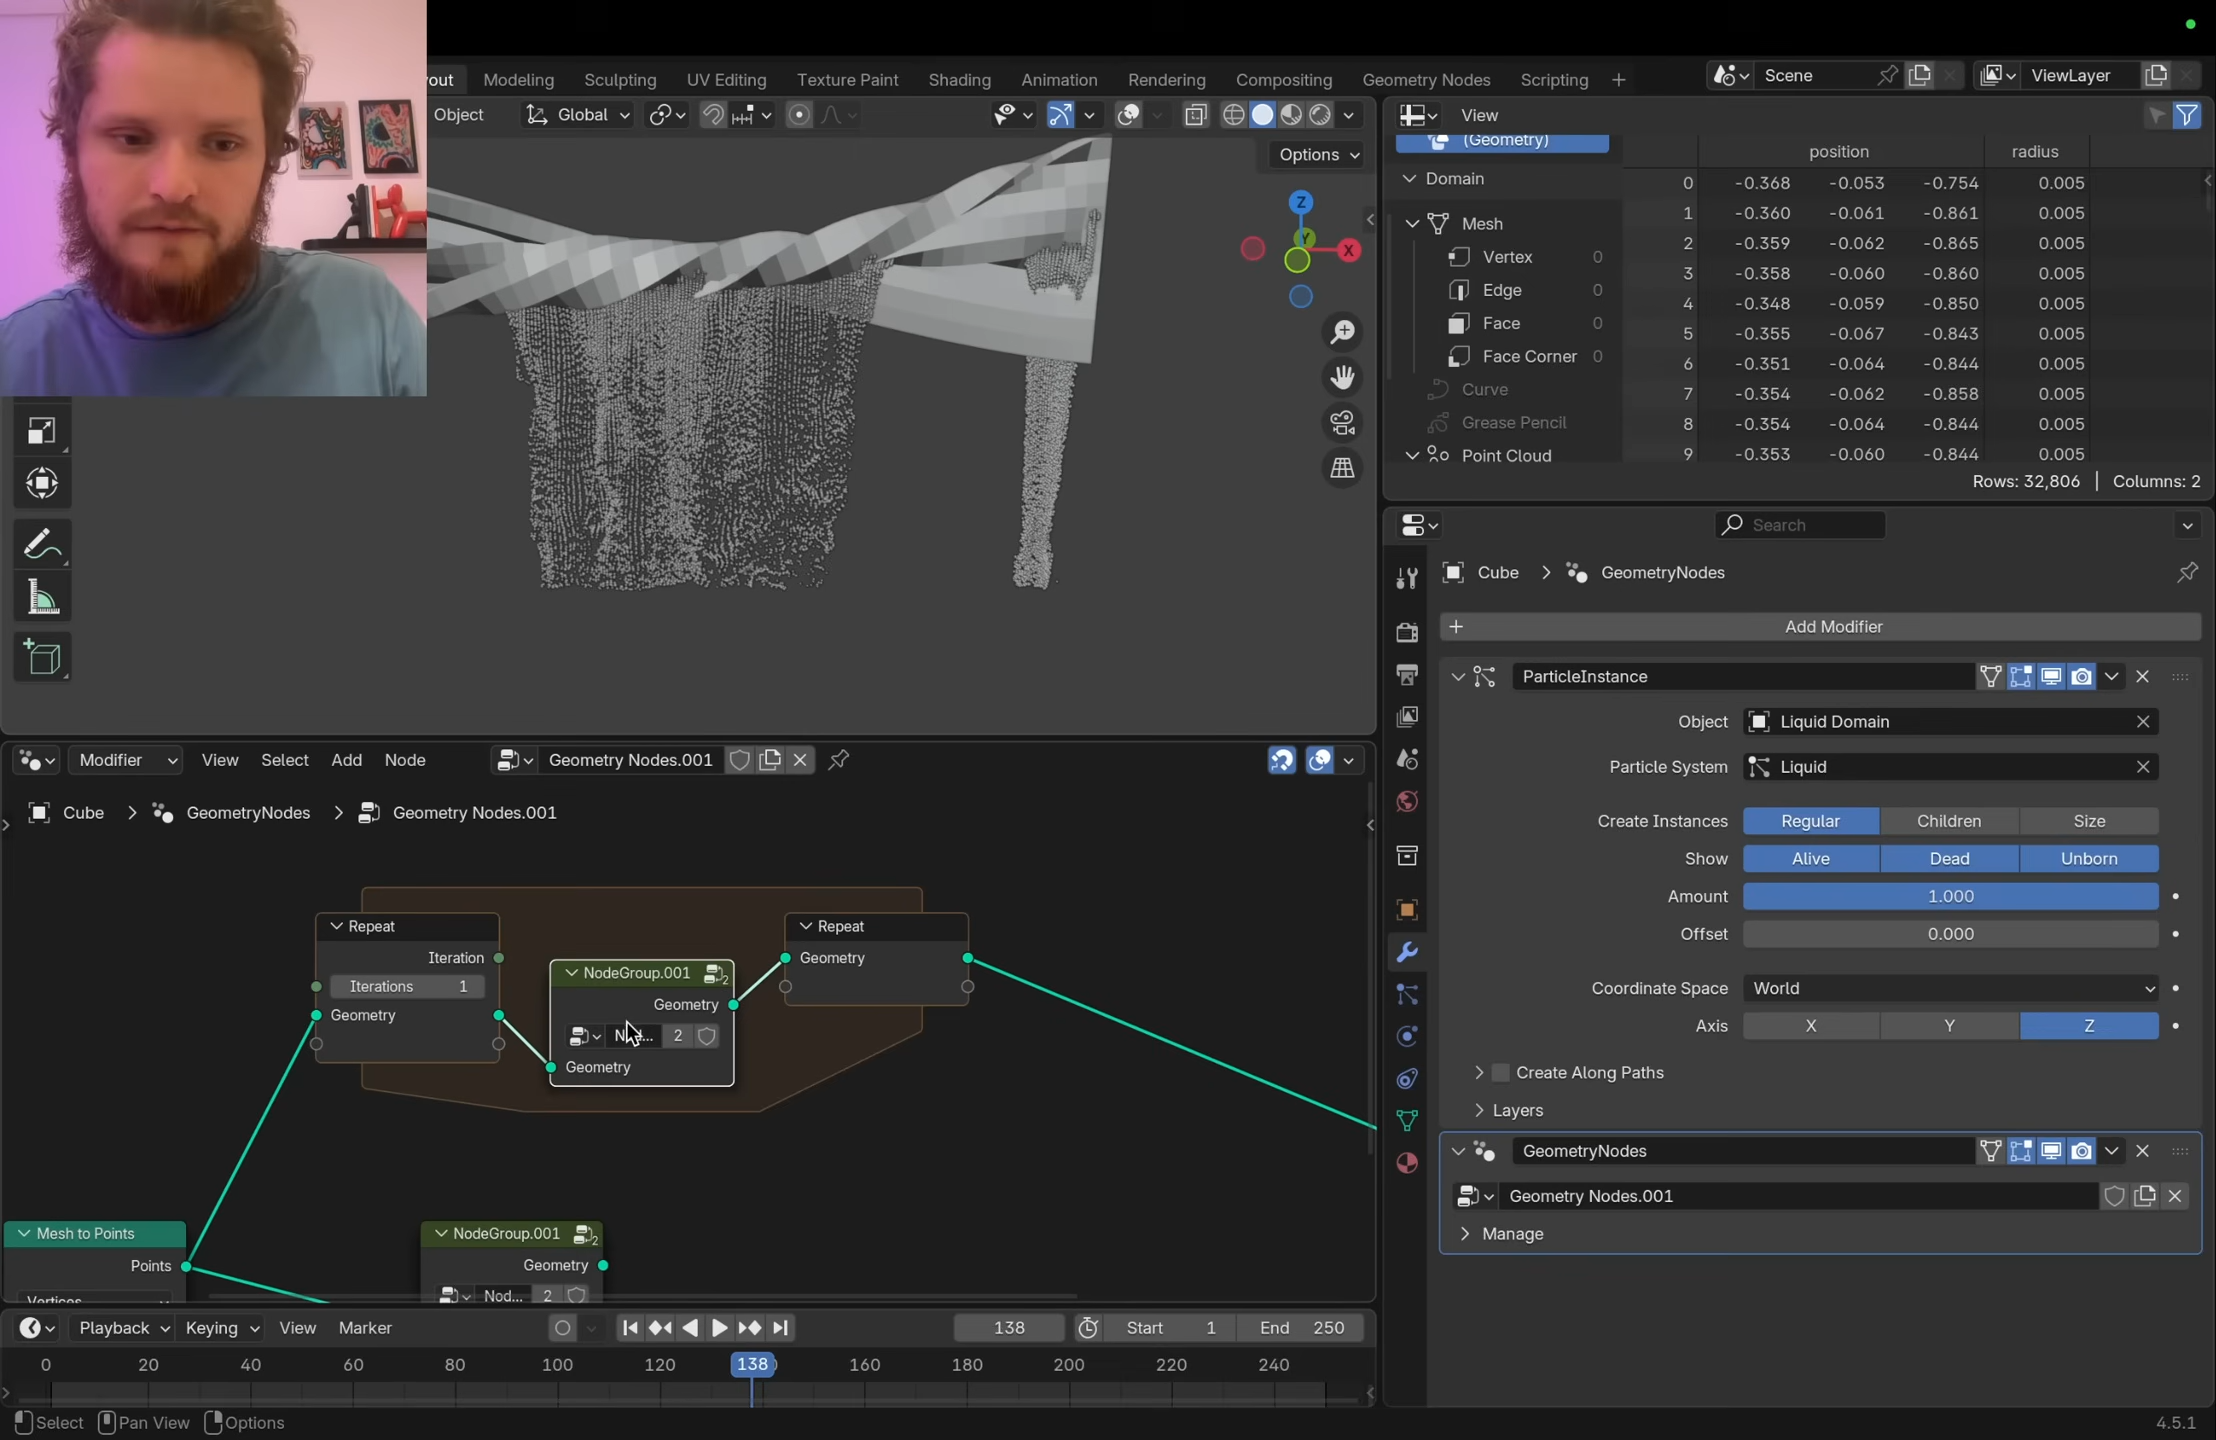 out Modeling Sculpting UV Editing Texture Paint Shading Animation Rendering Compositing Geometry Nodes Scripting +
Scene
ViewLayer
Object
Global
Options
Z
Y
X
View
(Geometry)
Domain
Mesh
Vertex 0
Edge 0
Face 0
Face Corner 0
Curve
Grease Pencil
Point Cloud
position radius
0 -0.368 -0.053 -0.754 0.005
1 -0.360 -0.061 -0.861 0.005
2 -0.359 -0.062 -0.865 0.005
3 -0.358 -0.060 -0.860 0.005
4 -0.348 -0.059 -0.850 0.005
5 -0.355 -0.067 -0.843 0.005
6 -0.351 -0.064 -0.844 0.005
7 -0.354 -0.062 -0.858 0.005
8 -0.354 -0.064 -0.844 0.005
9 -0.353 -0.060 -0.844 0.005
Rows: 32,806 | Columns: 2
Search
Cube > GeometryNodes
+ Add Modifier
ParticleInstance
Object Liquid Domain
Particle System Liquid
Create Instances Regular Children Size
Show Alive Dead Unborn
Amount 1.000
Offset 0.000
Coordinate Space World
Axis X Y Z
Create Along Paths
Layers
GeometryNodes
Geometry Nodes.001
Manage
Modifier View Select Add Node Geometry Nodes.001
Cube > GeometryNodes > Geometry Nodes.001
Repeat
Iteration
Iterations 1
Geometry
NodeGroup.001 2
Geometry
2
Geometry
Repeat
Geometry
Mesh to Points
Points
Vertices
NodeGroup.001 2
Geometry
Nod... 2
Playback Keying View Marker 138 Start 1 End 250
0 20 40 60 80 100 120 138 160 180 200 220 240
Select Pan View Options 4.5.1